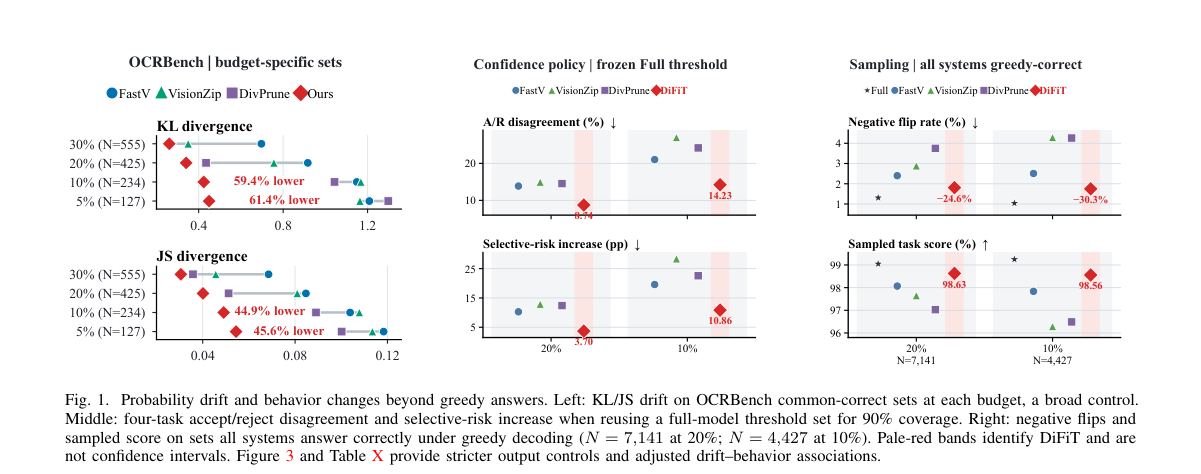 OCRBench | budget-specific sets
FastV VisionZip DivPrune Ours
KL divergence
30% (N=555)
20% (N=425)
10% (N=234) 59.4% lower
5% (N=127) 61.4% lower
0.4 0.8 1.2
JS divergence
30% (N=555)
20% (N=425)
10% (N=234) 44.9% lower
5% (N=127) 45.6% lower
0.04 0.08 0.12
Confidence policy | frozen Full threshold
FastV VisionZip DivPrune DiFiT
A/R disagreement (%) ↓
20
10
8.74
14.23
Selective-risk increase (pp) ↓
25
15
5
3.70
10.86
20% 10%
Sampling | all systems greedy-correct
Full FastV VisionZip DivPrune DiFiT
Negative flip rate (%) ↓
4
3
2
1
−24.6%
−30.3%
Sampled task score (%) ↑
99
98
97
96
98.63
98.56
20% 10%
N=7,141 N=4,427
Fig. 1. Probability drift and behavior changes beyond greedy answers. Left: KL/JS drift on OCRBench common-correct sets at each budget, a broad control.
Middle: four-task accept/reject disagreement and selective-risk increase when reusing a full-model threshold set for 90% coverage. Right: negative flips and
sampled score on sets all systems answer correctly under greedy decoding (N = 7,141 at 20%; N = 4,427 at 10%). Pale-red bands identify DiFiT and are
not confidence intervals. Figure 3 and Table X provide stricter output controls and adjusted drift–behavior associations.